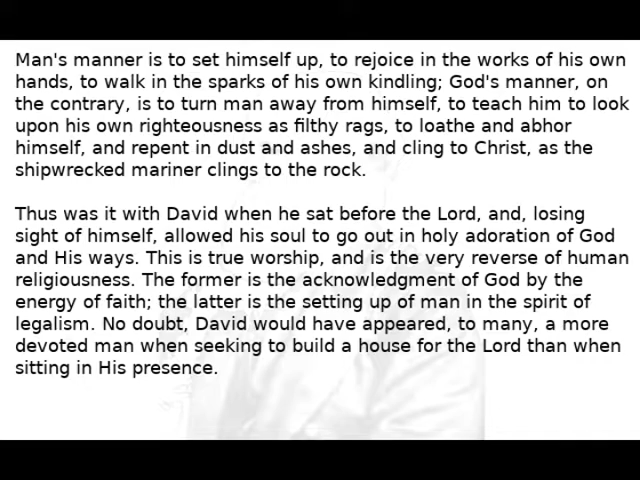 Man's manner is to set himself up, to rejoice in the works of his own
hands, to walk in the sparks of his own kindling; God's manner, on
the contrary, is to turn man away from himself, to teach him to look
upon his own righteousness as filthy rags, to loathe and abhor
himself, and repent in dust and ashes, and cling to Christ, as the
shipwrecked mariner clings to the rock.
Thus was it with David when he sat before the Lord, and, losing
sight of himself, allowed his soul to go out in holy adoration of God
and His ways. This is true worship, and is the very reverse of human
religiousness. The former is the acknowledgment of God by the
energy of faith; the latter is the setting up of man in the spirit of
legalism. No doubt, David would have appeared, to many, a more
devoted man when seeking to build a house for the Lord than when
sitting in His presence.